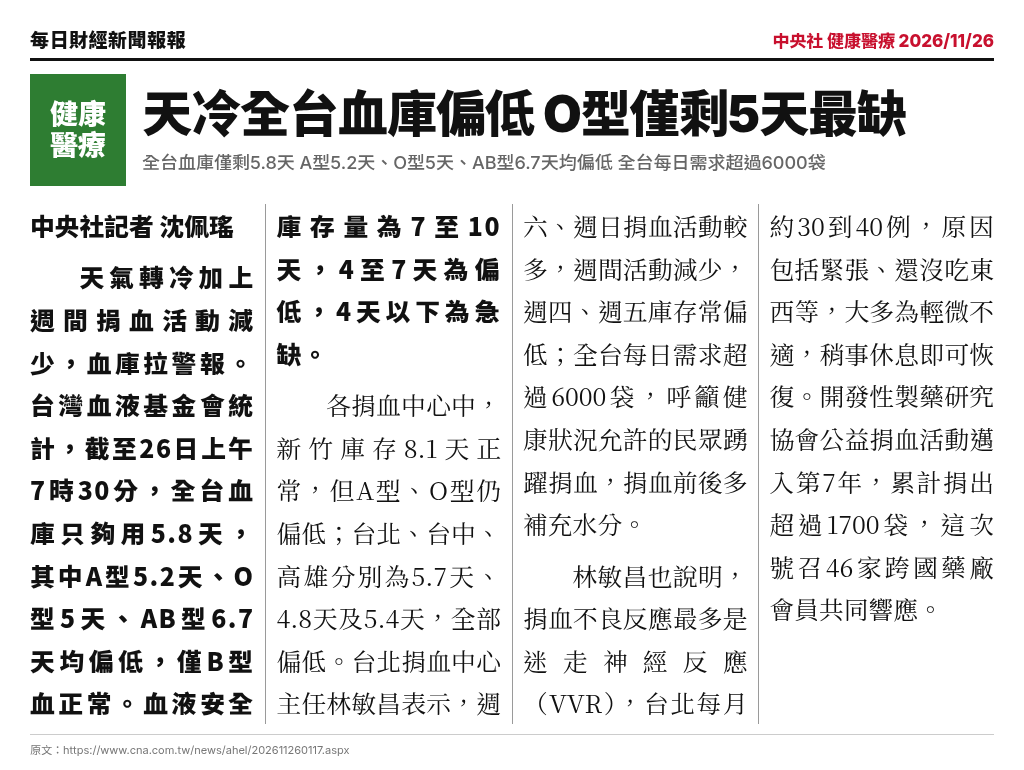 每日財經新聞報報
中央社 健康醫療 2026/11/26
健康
醫療
天冷全台血庫偏低 O型僅剩5天最缺
全台血庫僅剩5.8天 A型5.2天、O型5天、AB型6.7天均偏低 全台每日需求超過6000袋
中央社記者 沈佩瑤
天氣轉冷加上
週間捐血活動減
少，血庫拉警報。
台灣血液基金會統
計，截至26日上午
7時30分，全台血
庫只夠用5.8天，
其中A型5.2天、O
型5天、AB型6.7
天均偏低，僅B型
血正常。血液安全
庫存量為7至10
天，4至7天為偏
低，4天以下為急
缺。
各捐血中心中，
新竹庫存8.1天正
常，但A型、O型仍
偏低；台北、台中、
高雄分別為5.7天、
4.8天及5.4天，全部
偏低。台北捐血中心
主任林敏昌表示，週
六、週日捐血活動較
多，週間活動減少，
週四、週五庫存常偏
低；全台每日需求超
過6000袋，呼籲健
康狀況允許的民眾踴
躍捐血，捐血前後多
補充水分。
林敏昌也說明，
捐血不良反應最多是
迷走神經反應
（VVR），台北每月
約30到40例，原因
包括緊張、還沒吃東
西等，大多為輕微不
適，稍事休息即可恢
復。開發性製藥研究
協會公益捐血活動邁
入第7年，累計捐出
超過1700袋，這次
號召46家跨國藥廠
會員共同響應。
原文：https://www.cna.com.tw/news/ahel/202611260117.aspx